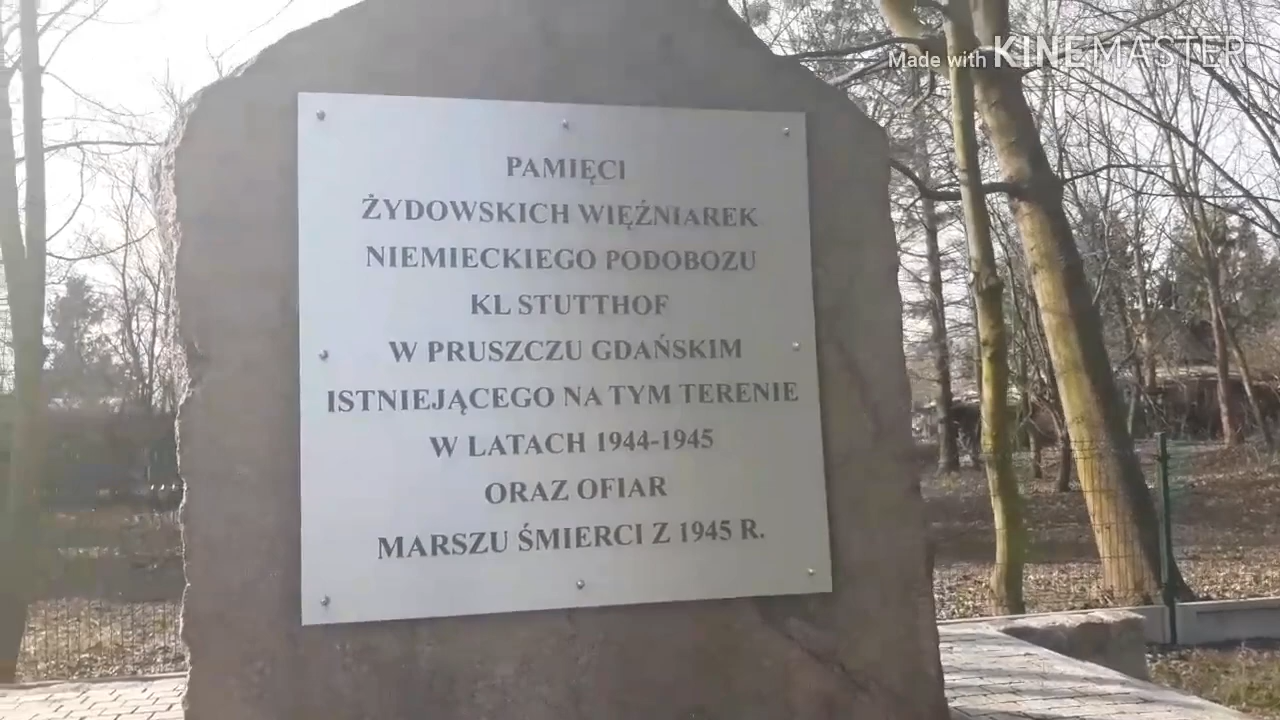 Made with KINEMASTER
PAMIĘCI
ŻYDOWSKICH WIĘŹNIAREK
NIEMIECKIEGO PODOBOZU
KL STUTTHOF
W PRUSZCZU GDAŃSKIM
ISTNIEJĄCEGO NA TYM TERENIE
W LATACH 1944-1945
ORAZ OFIAR
MARSZU ŚMIERCI Z 1945 R.